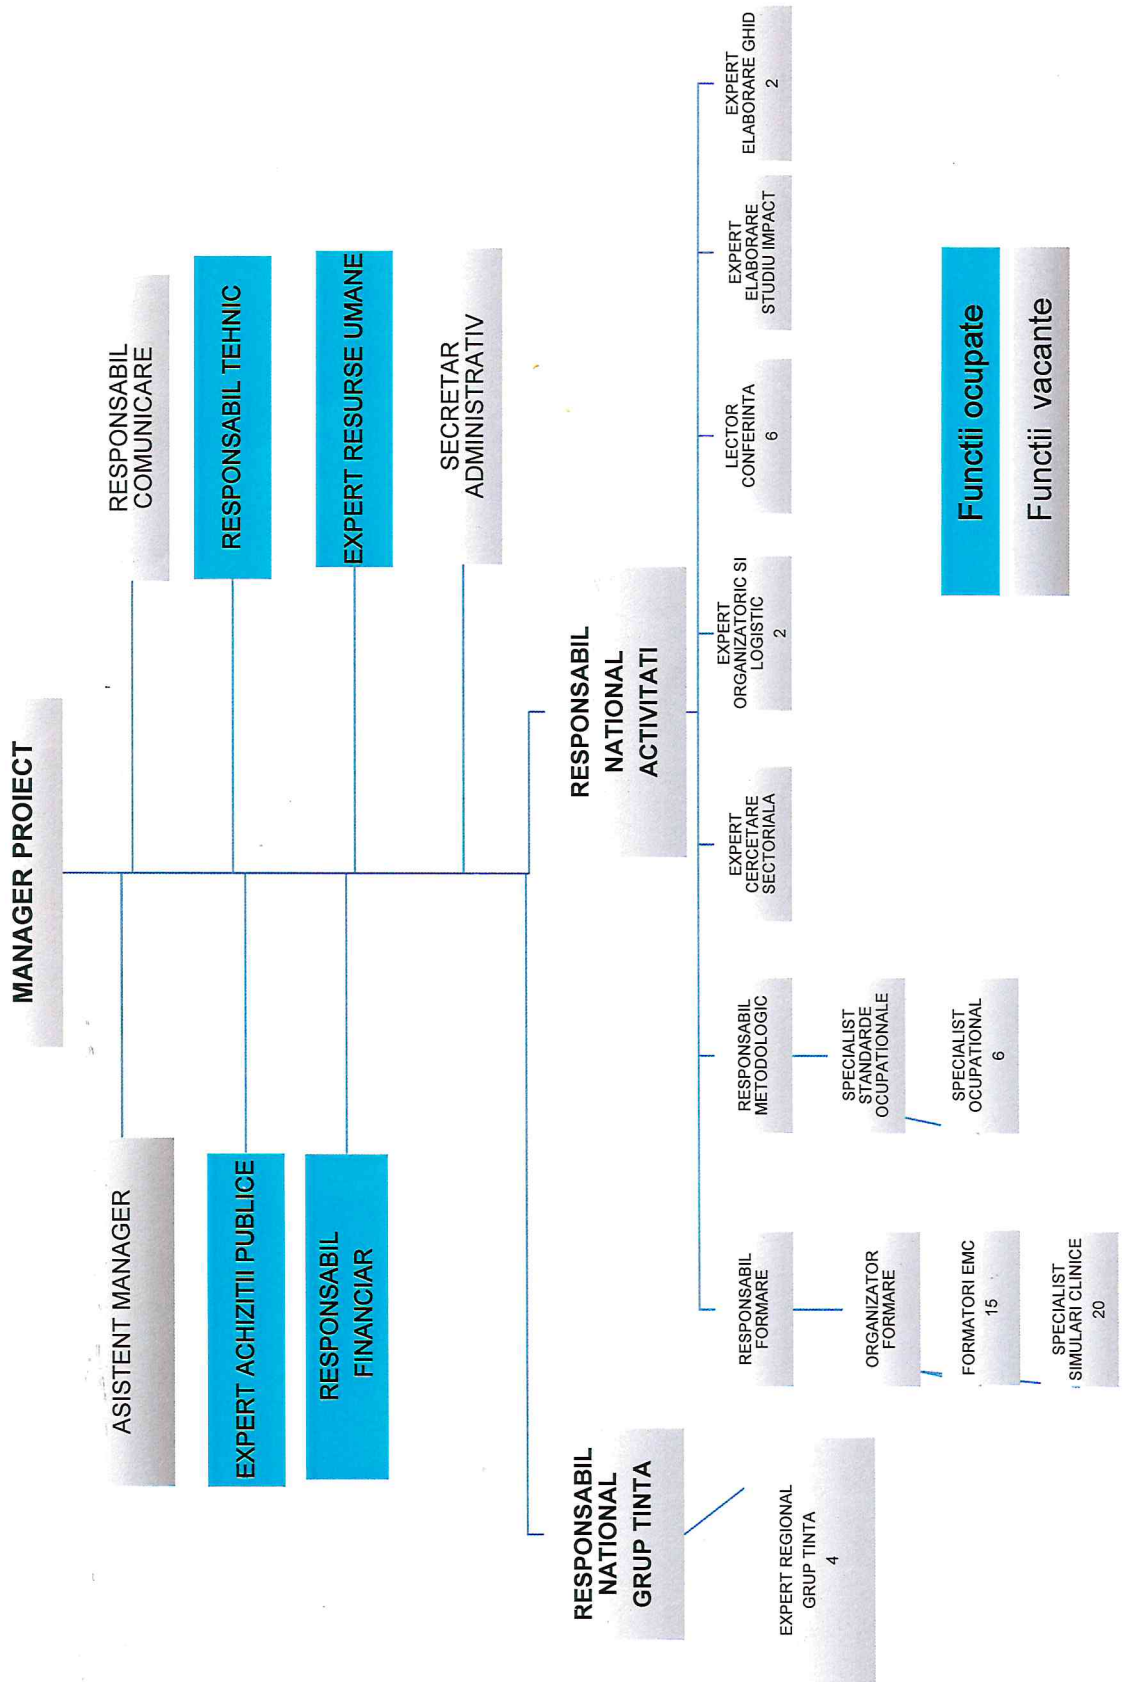 MANAGER PROIECT
ASISTENT MANAGER
EXPERT ACHIZITII PUBLICE
RESPONSABIL
FINANCIAR
RESPONSABIL
COMUNICARE
RESPONSABIL TEHNIC
EXPERT RESURSE UMANE
SECRETAR
ADMINISTRATIV
RESPONSABIL
NATIONAL
GRUP TINTA
EXPERT REGIONAL
GRUP TINTA
4
RESPONSABIL
NATIONAL
ACTIVITATI
RESPONSABIL
FORMARE
ORGANIZATOR
FORMARE
FORMATORI EMC
15
SPECIALIST
SIMULARI CLINICE
20
RESPONSABIL
METODOLOGIC
SPECIALIST
STANDARDE
OCUPATIONALE
SPECIALIST
OCUPATIONAL
6
EXPERT
CERCETARE
SECTORIALA
EXPERT
ORGANIZATORIC SI
LOGISTIC
2
LECTOR
CONFERINTA
6
EXPERT
ELABORARE
STUDIU IMPACT
EXPERT
ELABORARE GHID
2
Functii ocupate
Functii vacante